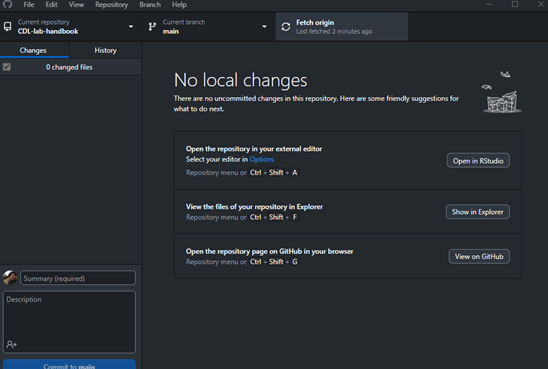 File Edit View Repository Branch Help
Current repository
CDL-lab-handbook
Current branch
main
Fetch origin
Last fetched 2 minutes ago
Changes
History
0 changed files
No local changes
There are no uncommitted changes in this repository. Here are some friendly suggestions for
what to do next.
Open the repository in your external editor
Select your editor in Options
Repository menu or Ctrl + Shift + A
Open in RStudio
View the files of your repository in Explorer
Repository menu or Ctrl + Shift + F
Show in Explorer
Open the repository page on GitHub in your browser
Repository menu or Ctrl + Shift + G
View on GitHub
Summary (required)
Description
Commit to main